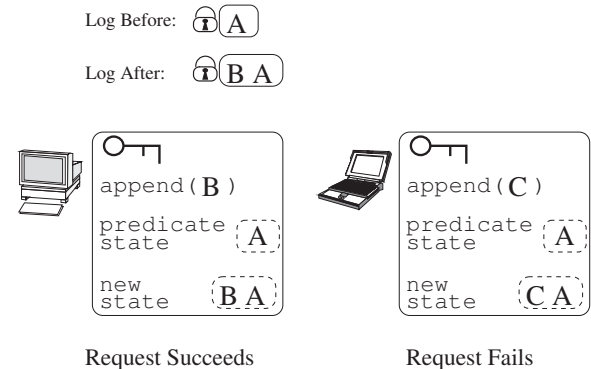 Log Before: A
Log After: B A
append(B)
predicate
state A
new
state B A
Request Succeeds
append(C)
predicate
state A
new
state C A
Request Fails